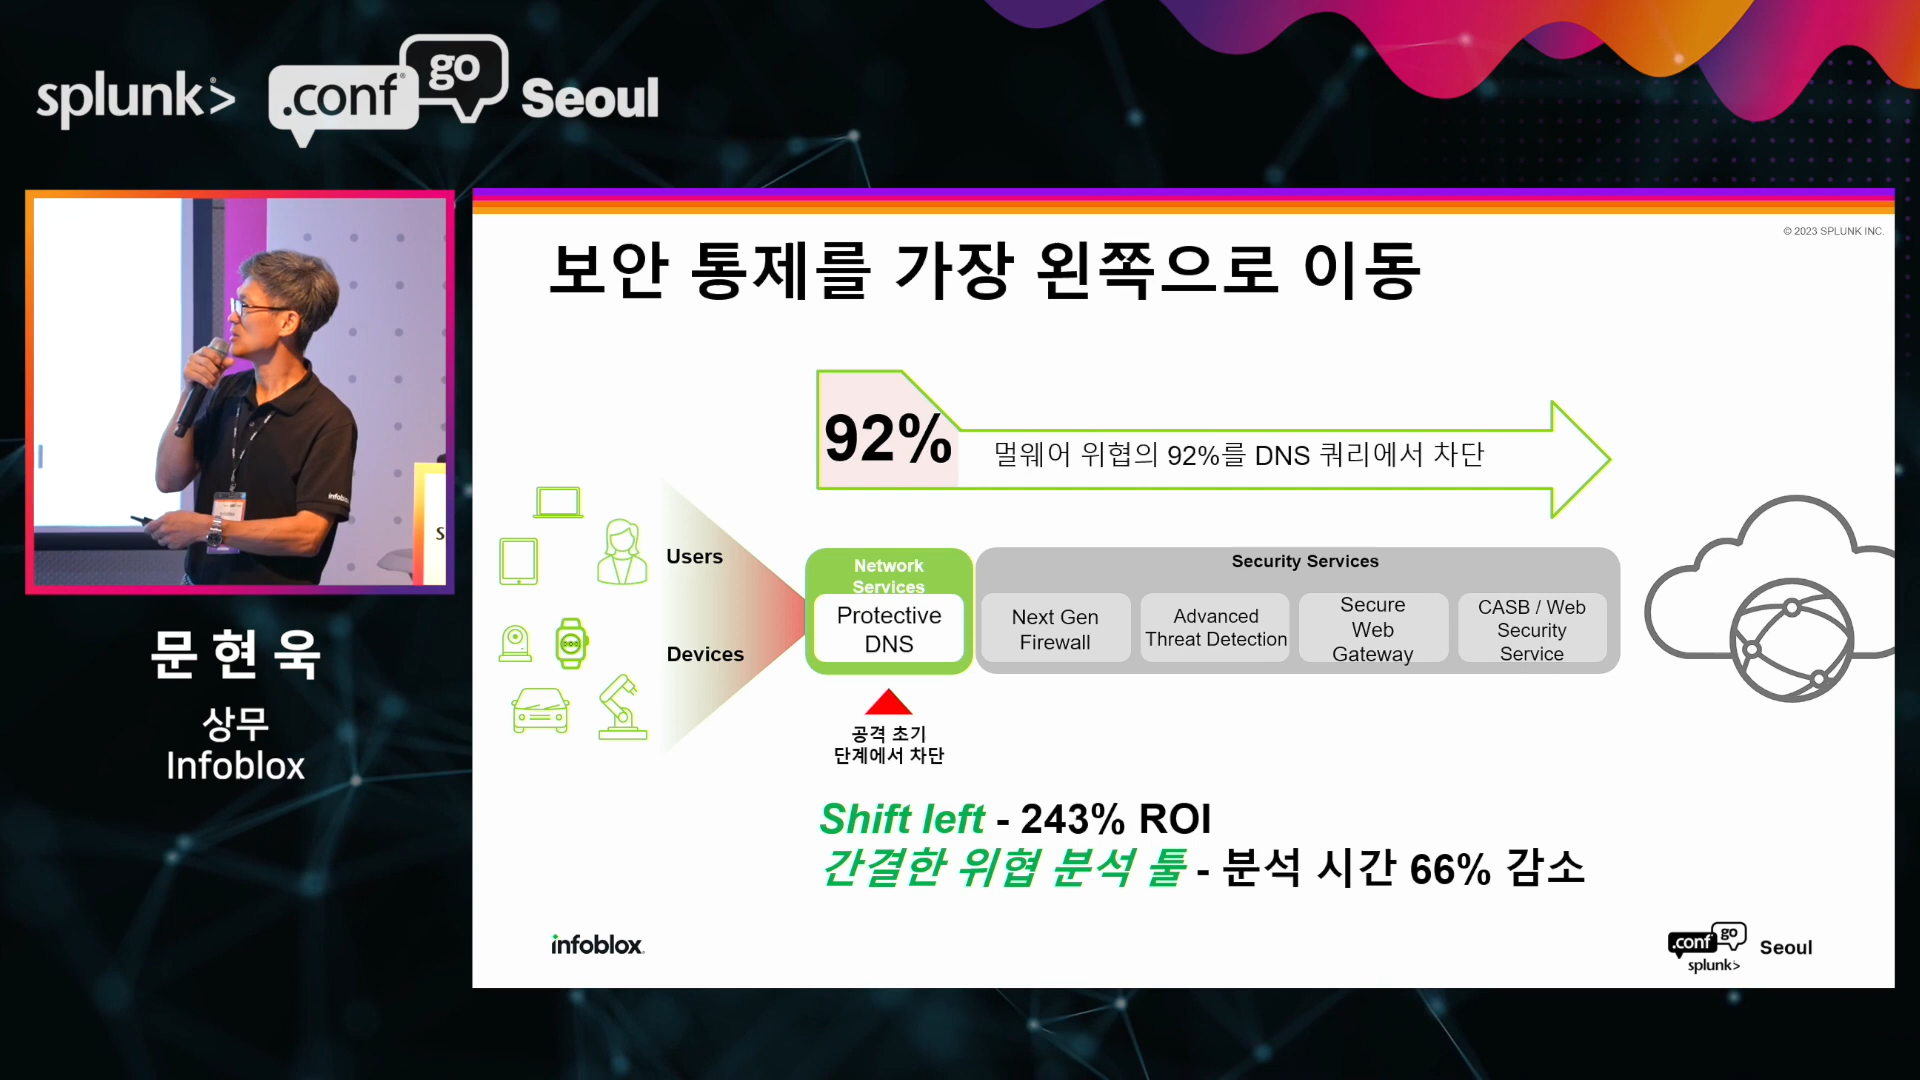 splunk>
.conf
go
Seoul
문현욱
상무
Infoblox
© 2023 SPLUNK INC.
보안 통제를 가장 왼쪽으로 이동
92%
멀웨어 위협의 92%를 DNS 쿼리에서 차단
Users
Devices
Network
Services
Protective
DNS
Security Services
Next Gen
Firewall
Advanced
Threat Detection
Secure
Web
Gateway
CASB / Web
Security
Service
공격 초기
단계에서 차단
Shift left - 243% ROI
간결한 위협 분석 툴 - 분석 시간 66% 감소
infoblox
.conf
go
splunk>
Seoul